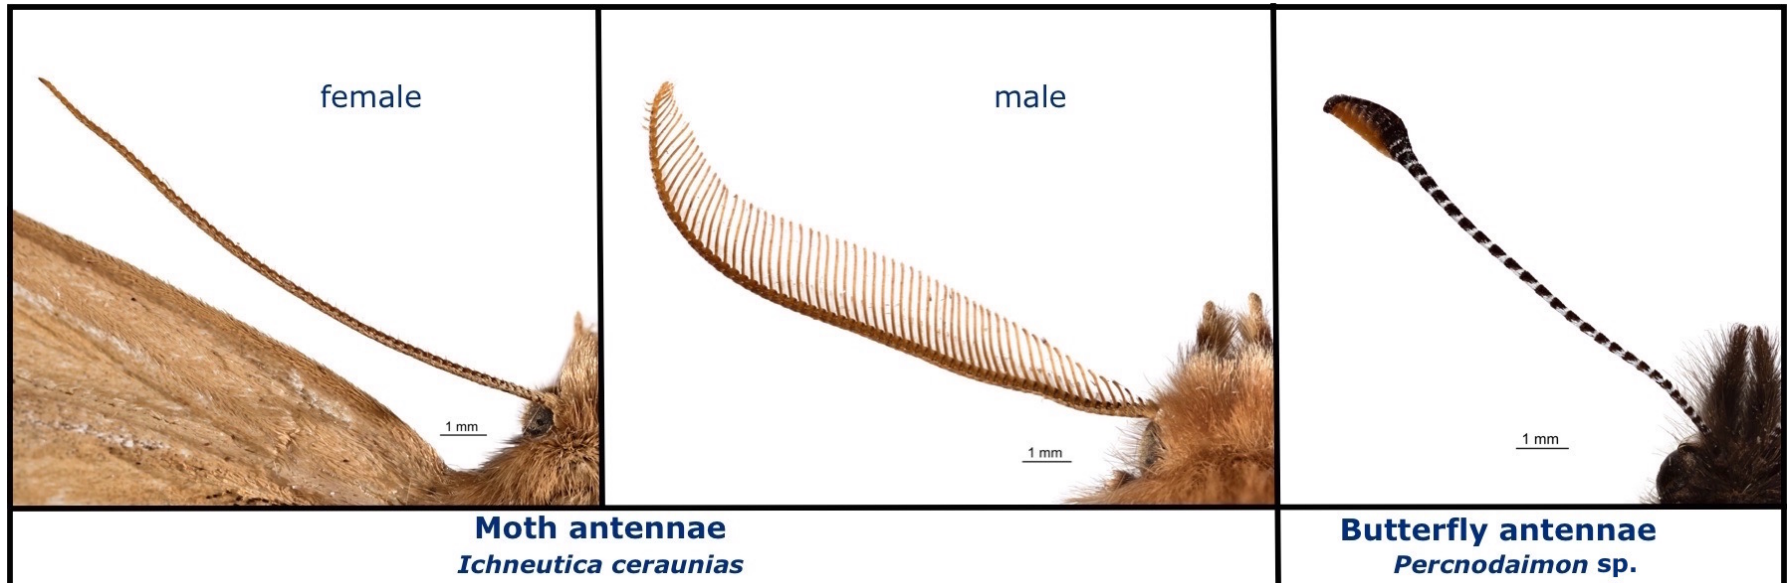 female
male
1 mm
1 mm
1 mm
Moth antennae
Ichneutica ceraunias
Butterfly antennae
Percnodaimon sp.